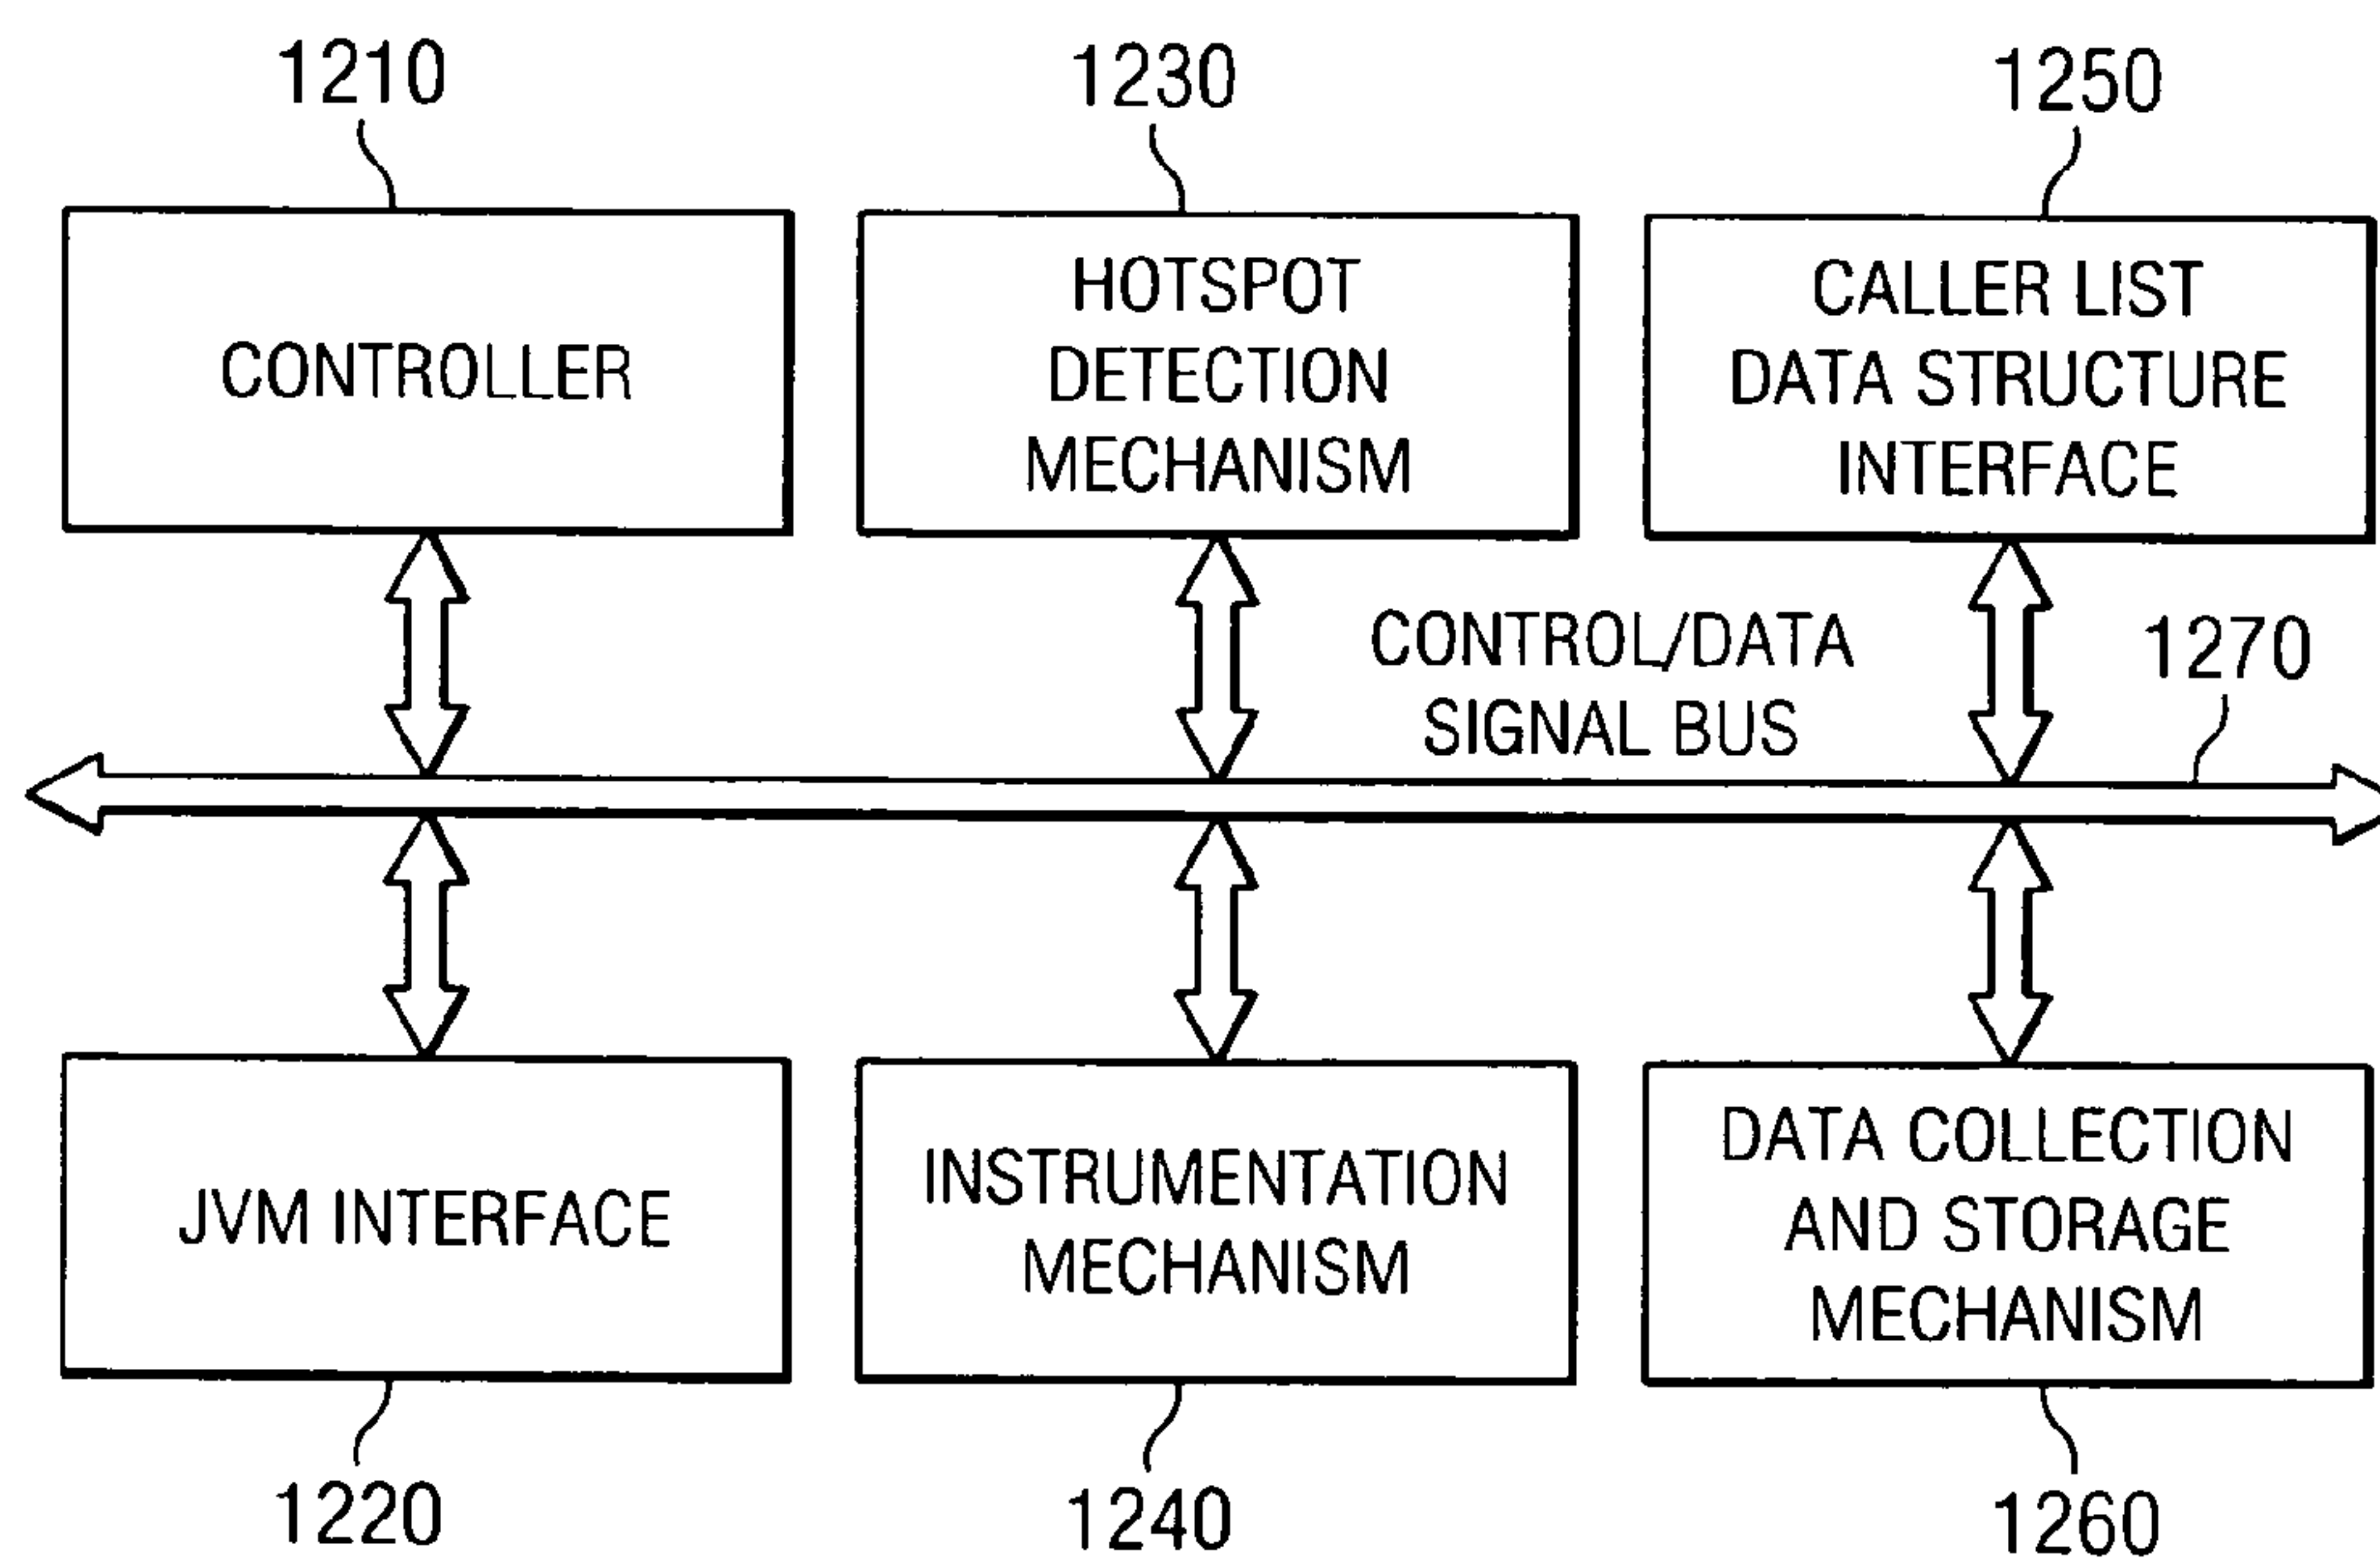 1210
1230
1250
CONTROLLER
HOTSPOT
DETECTION
MECHANISM
CALLER LIST
DATA STRUCTURE
INTERFACE
CONTROL/DATA
SIGNAL BUS
1270
JVM INTERFACE
INSTRUMENTATION
MECHANISM
DATA COLLECTION
AND STORAGE
MECHANISM
1220
1240
1260